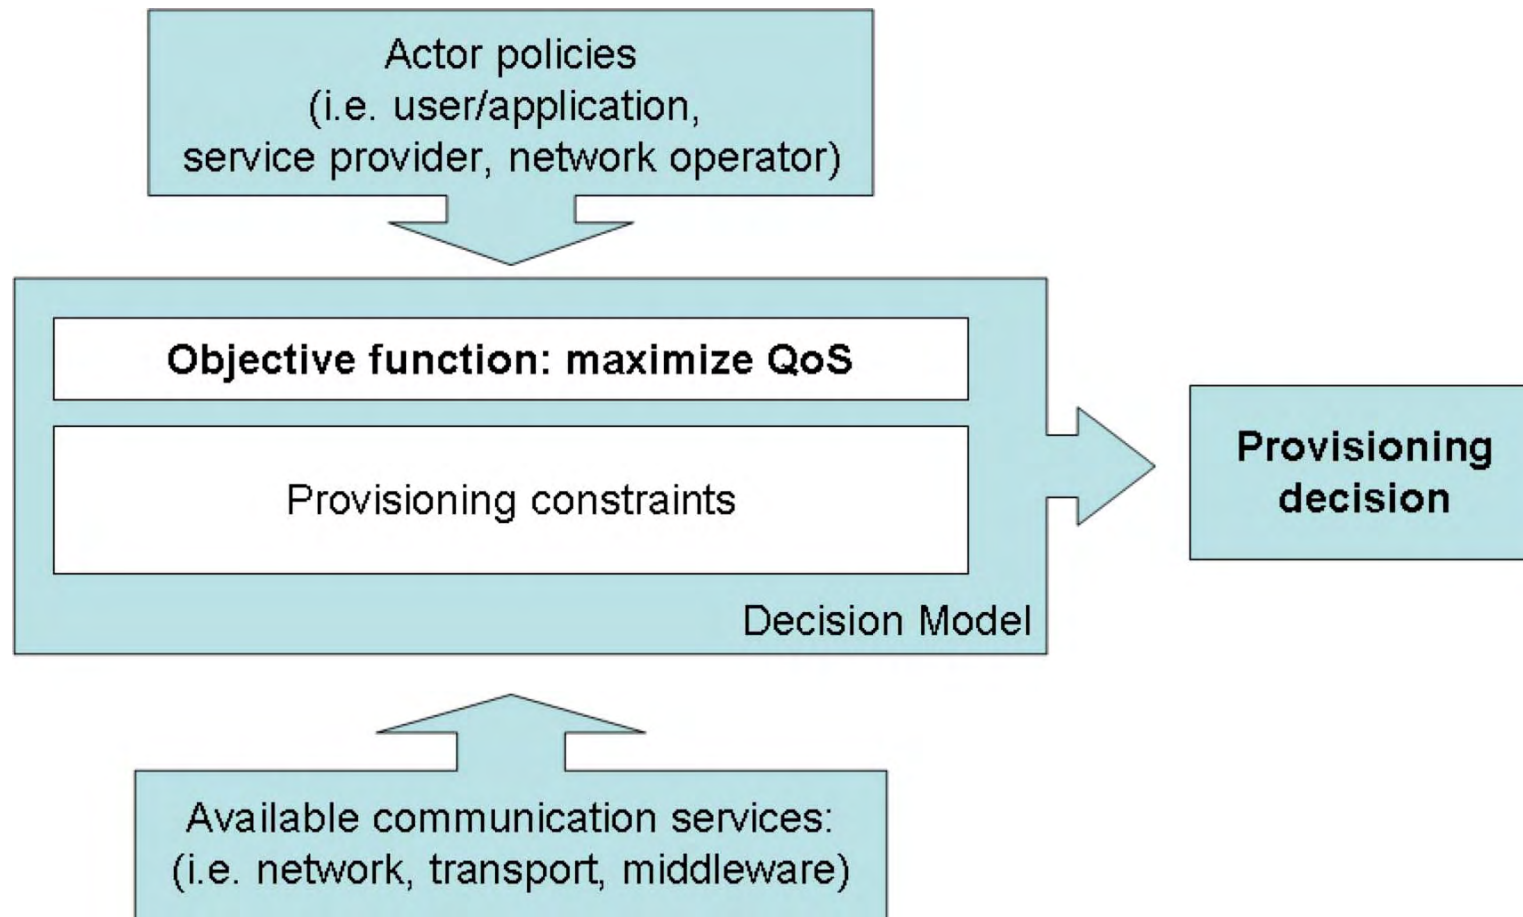 Actor policies
(i.e. user/application,
service provider, network operator)
Objective function: maximize QoS
Provisioning constraints
Decision Model
Provisioning
decision
Available communication services:
(i.e. network, transport, middleware)